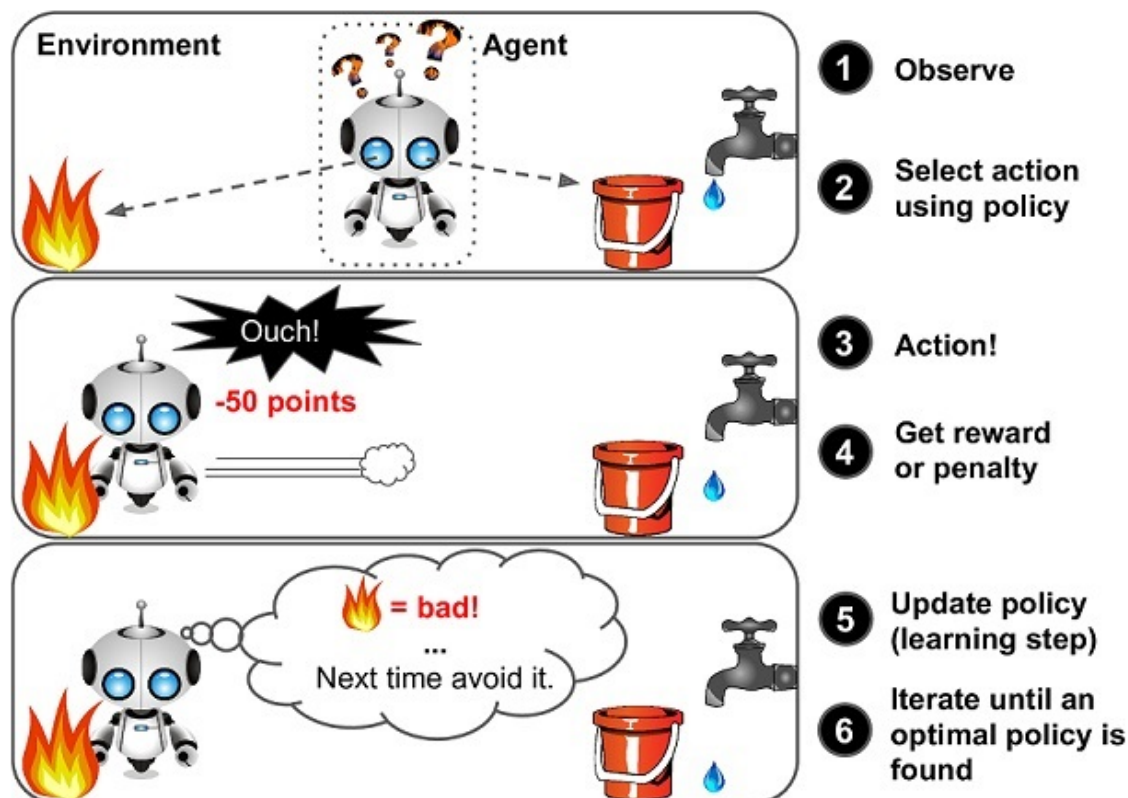 Environment
Agent
? ? ?
1 Observe
2 Select action
using policy
Ouch!
-50 points
3 Action!
4 Get reward
or penalty
= bad!
...
Next time avoid it.
5 Update policy
(learning step)
6 Iterate until an
optimal policy is
found